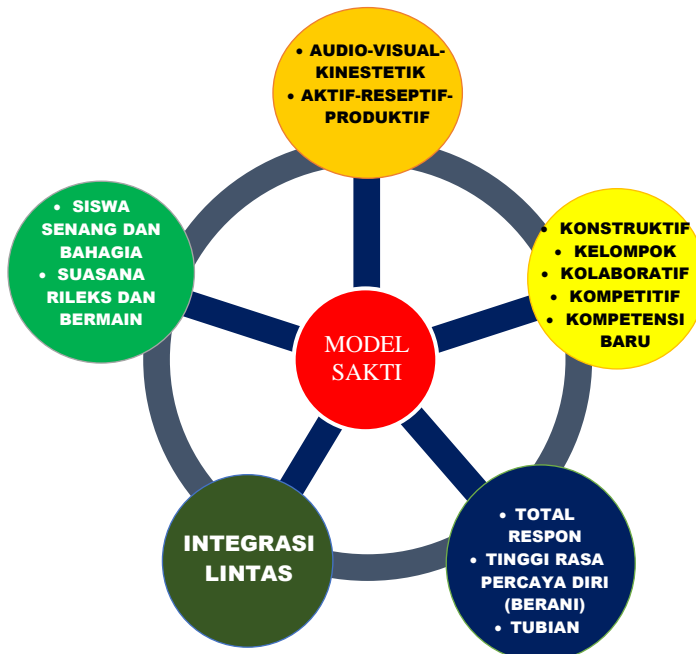 • AUDIO-VISUAL-
KINESTETIK
• AKTIF-RESEPTIF-
PRODUKTIF
• SISWA
SENANG DAN
BAHAGIA
• SUASANA
RILEKS DAN
BERMAIN
• KONSTRUKTIF
• KELOMPOK
• KOLABORATIF
• KOMPETITIF
• KOMPETENSI
BARU
MODEL
SAKTI
INTEGRASI
LINTAS
• TOTAL
RESPON
• TINGGI RASA
PERCAYA DIRI
(BERANI)
• TUBIAN